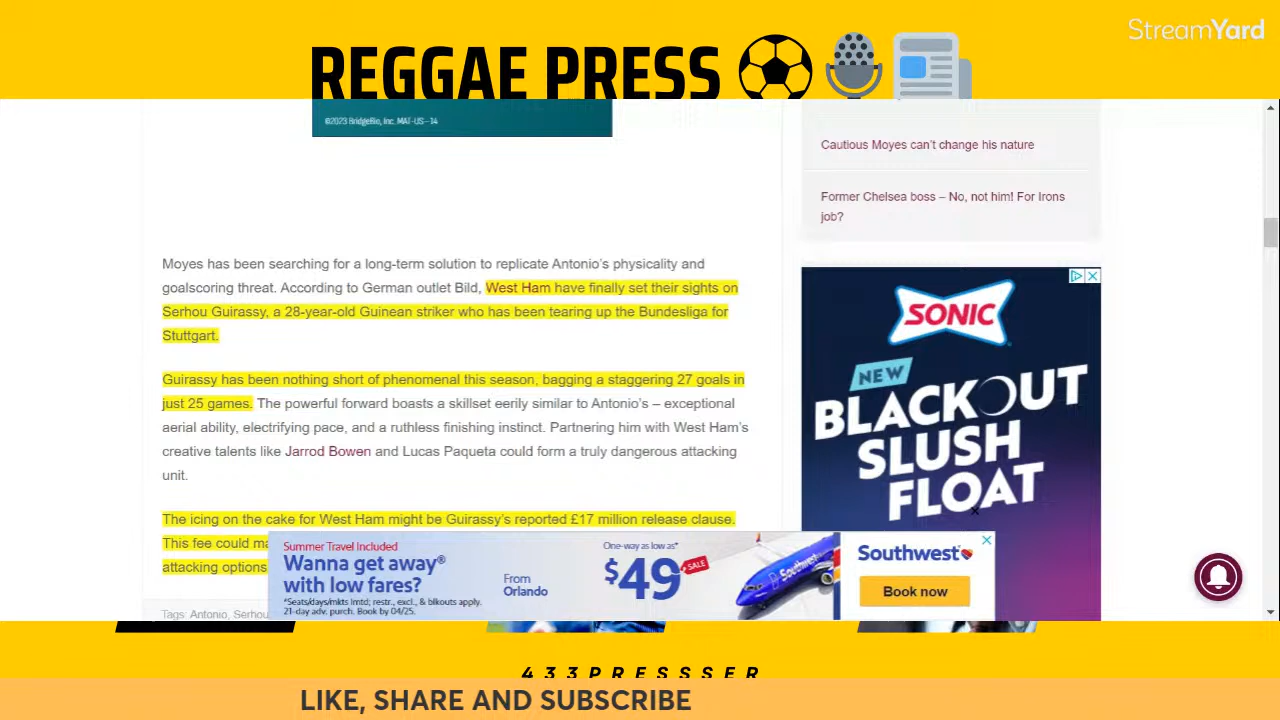 StreamYard
REGGAE PRESS
©2023 BridgeBio, Inc. MAT-US-14
Cautious Moyes can't change his nature
Former Chelsea boss – No, not him! For Irons
job?
Moyes has been searching for a long-term solution to replicate Antonio's physicality and
goalscoring threat. According to German outlet Bild, West Ham have finally set their sights on
Serhou Guirassy, a 28-year-old Guinean striker who has been tearing up the Bundesliga for
Stuttgart.
Guirassy has been nothing short of phenomenal this season, bagging a staggering 27 goals in
just 25 games. The powerful forward boasts a skillset eerily similar to Antonio's – exceptional
aerial ability, electrifying pace, and a ruthless finishing instinct. Partnering him with West Ham's
creative talents like Jarrod Bowen and Lucas Paqueta could form a truly dangerous attacking
unit.
The icing on the cake for West Ham might be Guirassy's reported £17 million release clause.
This fee could
attacking options
Tags: Antonio, Serhou
SONIC
NEW
BLACKOUT
SLUSH
FLOAT
Summer Travel Included
Wanna get away®
with low fares?
*Seats/days/mkts lmtd; restr., excl., & blkouts apply.
21-day adv. purch. Book by 04/25.
From
Orlando
One-way as low as*
$49
SALE
Southwest
Southwest
Book now
433PRESSSER
LIKE, SHARE AND SUBSCRIBE